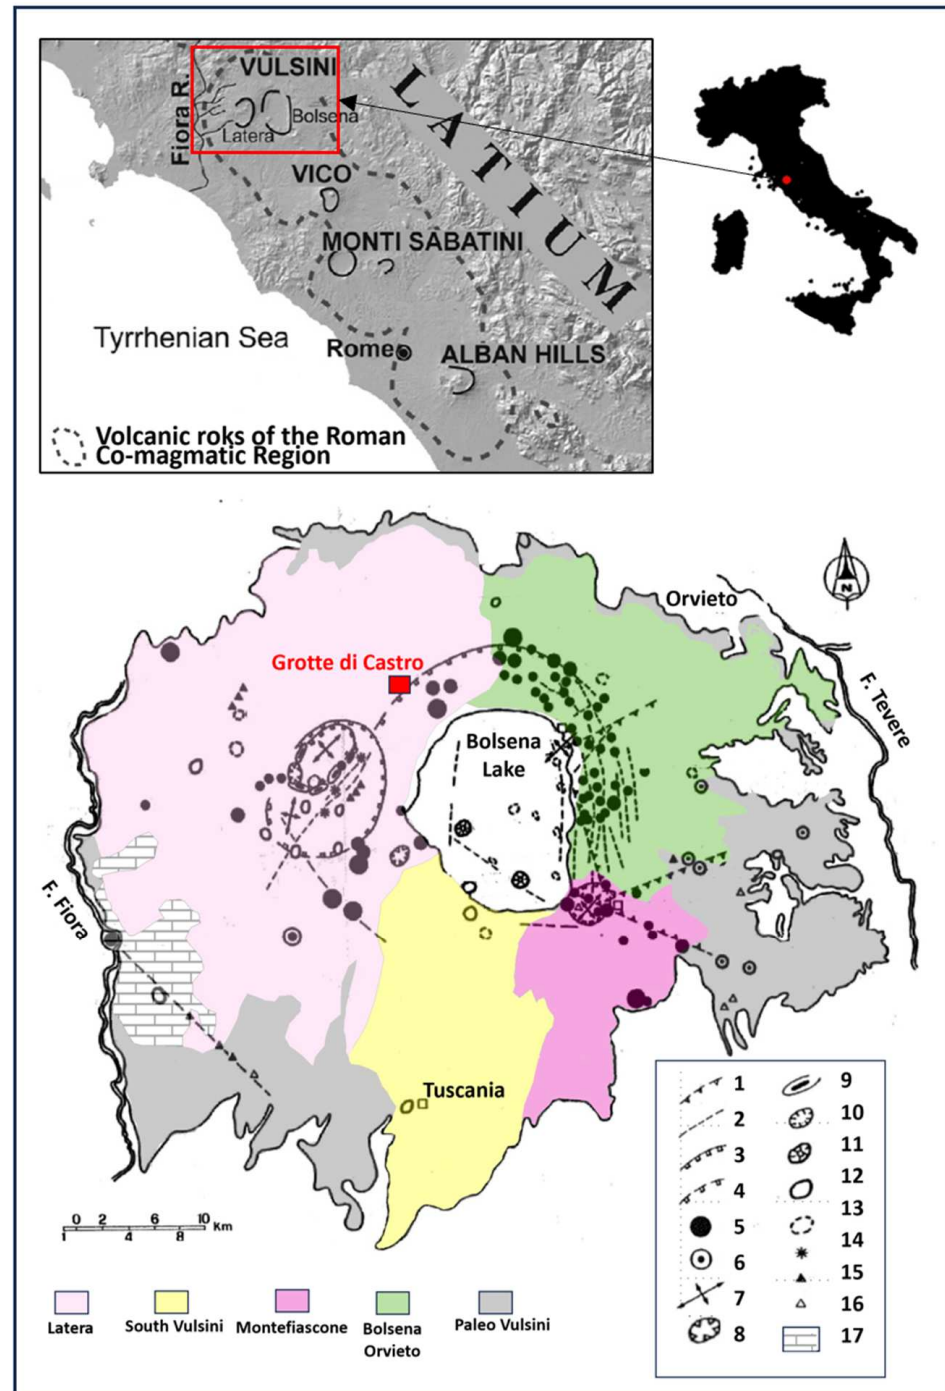 VULSINI
Fiora R.
Latera
Bolsena
LATIUM
VICO
MONTI SABATINI
Tyrrhenian Sea
Rome
ALBAN HILLS
Volcanic roks of the Roman
Co-magmatic Region
N
Orvieto
Grotte di Castro
F. Tevere
Bolsena
Lake
F. Fiora
Tuscania
0 2 6 10 Km
1 4 8
1
2
3
4
5
6
7
8
9
10
11
12
13
14
15
16
17
Latera
South Vulsini
Montefiascone
Bolsena
Orvieto
Paleo Vulsini